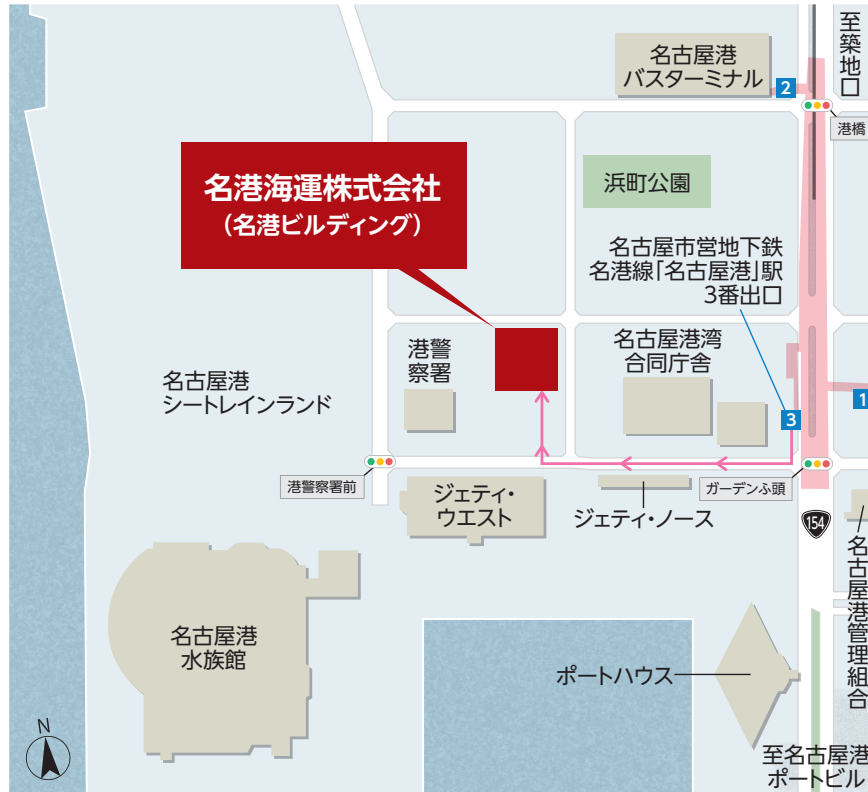 至築地口
名古屋港
バスターミナル
2
港橋
名港海運株式会社
（名港ビルディング）
浜町公園
名古屋市営地下鉄
名港線「名古屋港」駅
3番出口
港警
察署
名古屋港湾
合同庁舎
名古屋港
シートレインランド
1
3
港警察署前
ジェティ・
ウエスト
ジェティ・ノース
ガーデンふ頭
154
名古屋港管理組合
名古屋港
水族館
ポートハウス
N
至名古屋港
ポートビル